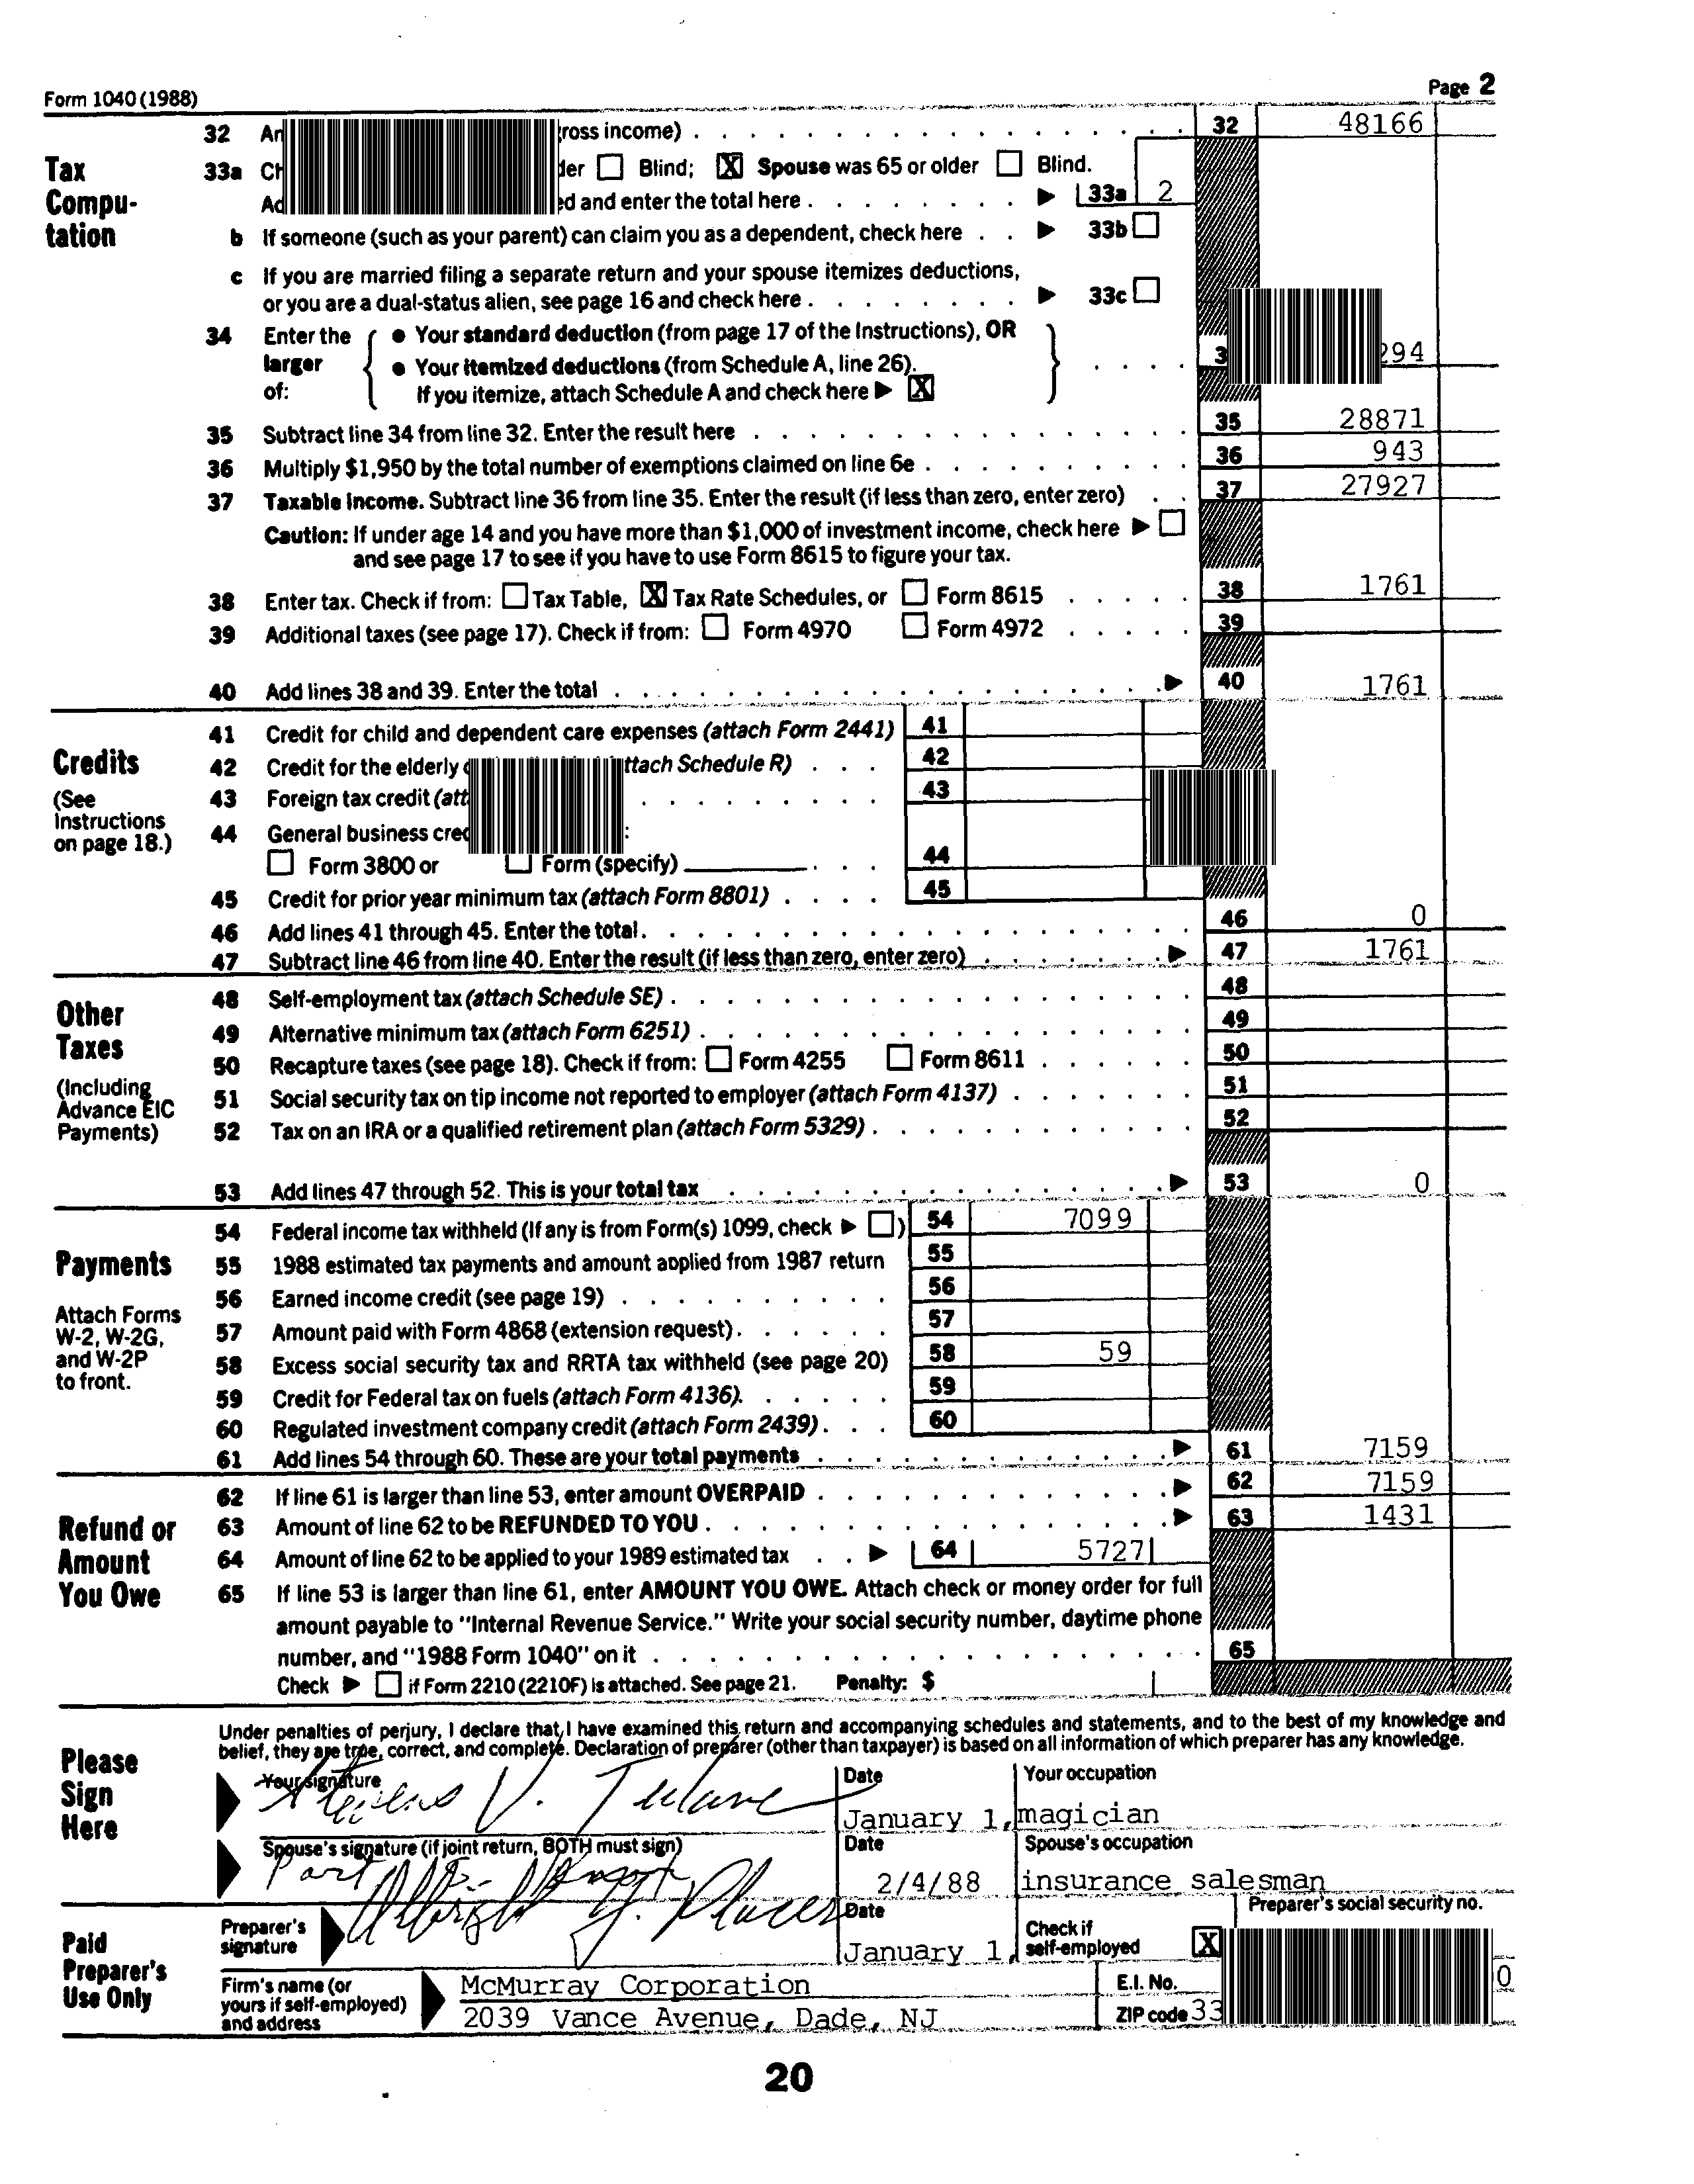 Form 1040 (1988)
Page 2
32 ross income) 32 48166
Tax Compu- tation
33a Blind; X Spouse was 65 or older Blind.
ed and enter the total here 33a 2
b If someone (such as your parent) can claim you as a dependent, check here 33b
c If you are married filing a separate return and your spouse itemizes deductions,
or you are a dual-status alien, see page 16 and check here 33c
34 Enter the larger of:
• Your standard deduction (from page 17 of the Instructions), OR
• Your itemized deductions (from Schedule A, line 26).
If you itemize, attach Schedule A and check here X
294
35 Subtract line 34 from line 32. Enter the result here 35 28871
36 Multiply $1,950 by the total number of exemptions claimed on line 6e 36 943
37 Taxable income. Subtract line 36 from line 35. Enter the result (if less than zero, enter zero) 37 27927
Caution: If under age 14 and you have more than $1,000 of investment income, check here
and see page 17 to see if you have to use Form 8615 to figure your tax.
38 Enter tax. Check if from: Tax Table, X Tax Rate Schedules, or Form 8615 38 1761
39 Additional taxes (see page 17). Check if from: Form 4970 Form 4972 39
40 Add lines 38 and 39. Enter the total 40 1761
Credits
(See Instructions on page 18.)
41 Credit for child and dependent care expenses (attach Form 2441) 41
42 Credit for the elderly ttach Schedule R) 42
43 Foreign tax credit (att 43
44 General business cred :
Form 3800 or Form (specify) 44
45 Credit for prior year minimum tax (attach Form 8801) 45
46 Add lines 41 through 45. Enter the total. 46 0
47 Subtract line 46 from line 40. Enter the result (if less than zero, enter zero) 47 1761
Other Taxes
(Including Advance EIC Payments)
48 Self-employment tax (attach Schedule SE) 48
49 Alternative minimum tax (attach Form 6251) 49
50 Recapture taxes (see page 18). Check if from: Form 4255 Form 8611 50
51 Social security tax on tip income not reported to employer (attach Form 4137) 51
52 Tax on an IRA or a qualified retirement plan (attach Form 5329) 52
53 Add lines 47 through 52. This is your total tax 53 0
Payments
Attach Forms W-2, W-2G, and W-2P to front.
54 Federal income tax withheld (If any is from Form(s) 1099, check ) 54 7099
55 1988 estimated tax payments and amount applied from 1987 return 55
56 Earned income credit (see page 19) 56
57 Amount paid with Form 4868 (extension request) 57
58 Excess social security tax and RRTA tax withheld (see page 20) 58 59
59 Credit for Federal tax on fuels (attach Form 4136) 59
60 Regulated investment company credit (attach Form 2439) 60
61 Add lines 54 through 60. These are your total payments 61 7159
Refund or Amount You Owe
62 If line 61 is larger than line 53, enter amount OVERPAID 62 7159
63 Amount of line 62 to be REFUNDED TO YOU 63 1431
64 Amount of line 62 to be applied to your 1989 estimated tax 64 5727
65 If line 53 is larger than line 61, enter AMOUNT YOU OWE. Attach check or money order for full
amount payable to "Internal Revenue Service." Write your social security number, daytime phone
number, and "1988 Form 1040" on it 65
Check if Form 2210 (2210F) is attached. See page 21. Penalty: $
Please Sign Here
Under penalties of perjury, I declare that I have examined this return and accompanying schedules and statements, and to the best of my knowledge and
belief, they are true, correct, and complete. Declaration of preparer (other than taxpayer) is based on all information of which preparer has any knowledge.
Your signature Date Your occupation
V. January 1, magician
Spouse's signature (if joint return, BOTH must sign) Date Spouse's occupation
2/4/88 insurance salesman
Paid Preparer's Use Only
Preparer's signature Date Check if self-employed X Preparer's social security no.
January 1,
Firm's name (or yours if self-employed) and address
McMurray Corporation E.I. No. 0
2039 Vance Avenue, Dade, NJ ZIP code 33
20